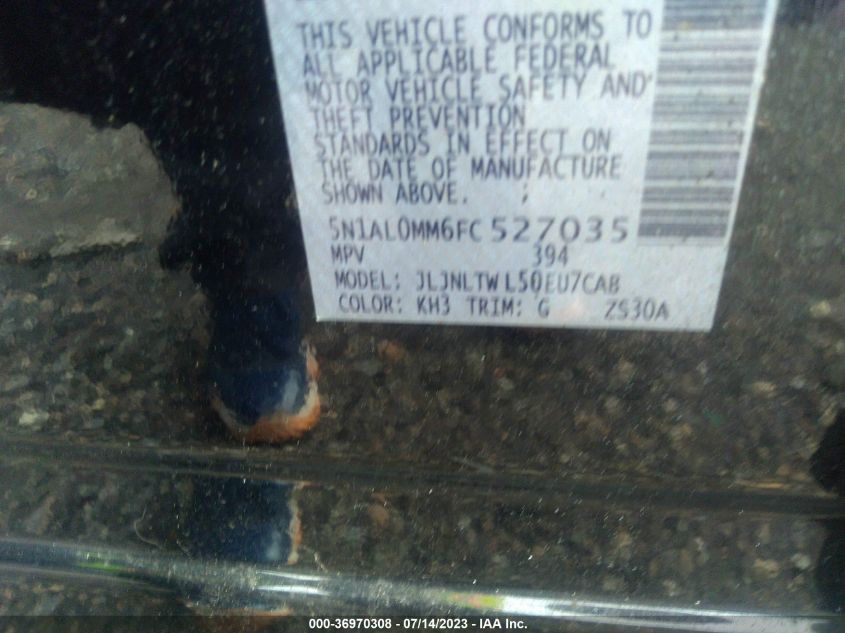 THIS VEHICLE CONFORMS TO
ALL APPLICABLE FEDERAL
MOTOR VEHICLE SAFETY AND
THEFT PREVENTION
STANDARDS IN EFFECT ON
THE DATE OF MANUFACTURE
SHOWN ABOVE.
5N1AL0MM6FC527035
MPV 394
MODEL: JLJNLTWL50EU7CAB
COLOR: KH3 TRIM: G ZS30A
000-36970308 - 07/14/2023 - IAA Inc.